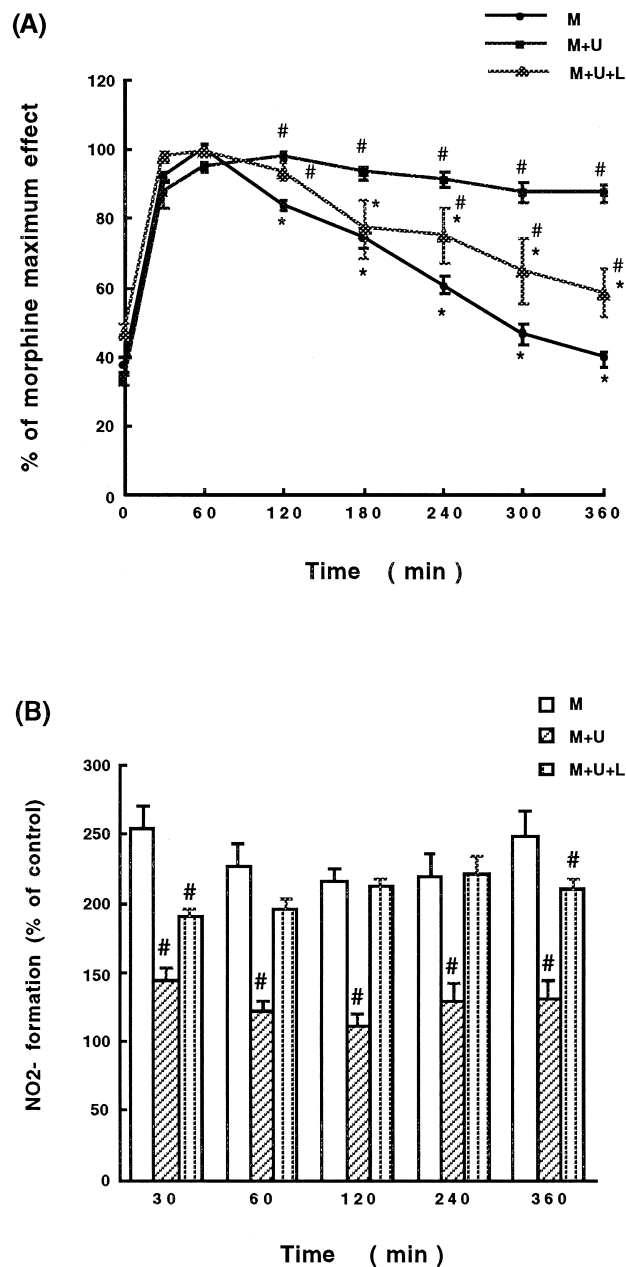 (A)
M
M+U
M+U+L
120
100
80
60
40
20
0
% of morphine maximum effect
# # # # #
#
* # # #
* * *
* * * * *
0 60 120 180 240 300 360
Time ( min )
(B)
M
M+U
M+U+L
300
250
200
150
100
50
0
NO2- formation (% of control)
# #
# # # # #
30 60 120 240 360
Time ( min )